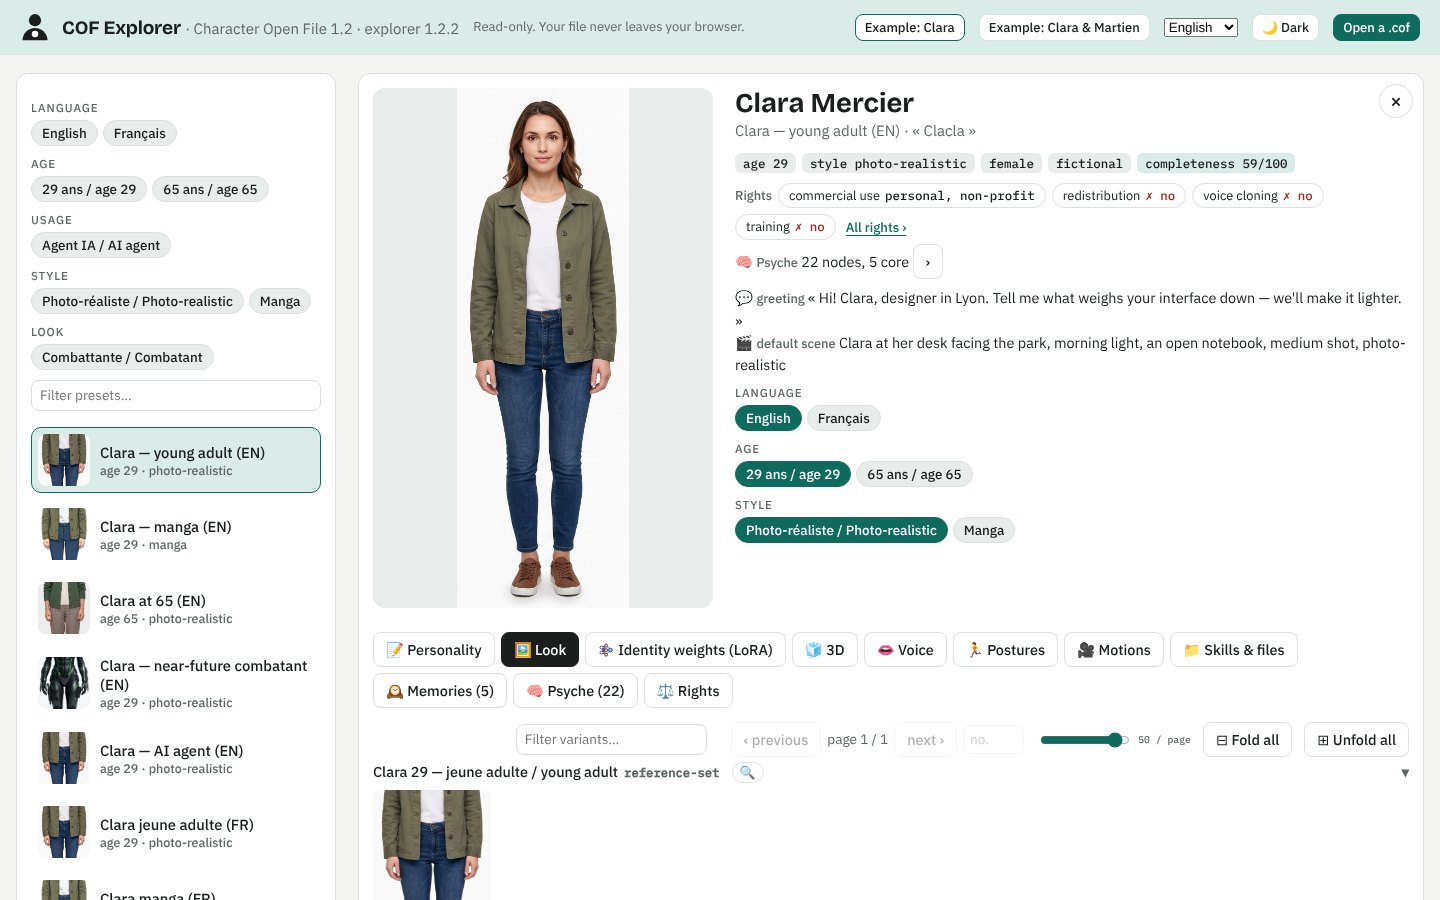 COF Explorer · Character Open File 1.2 · explorer 1.2.2
Read-only. Your file never leaves your browser.
Example: Clara
Example: Clara & Martien
English
🌙 Dark
Open a .cof
LANGUAGE
English
Français
AGE
29 ans / age 29
65 ans / age 65
USAGE
Agent IA / AI agent
STYLE
Photo-réaliste / Photo-realistic
Manga
LOOK
Combattante / Combatant
Filter presets...
Clara — young adult (EN)
age 29 · photo-realistic
Clara — manga (EN)
age 29 · manga
Clara at 65 (EN)
age 65 · photo-realistic
Clara — near-future combatant
(EN)
age 29 · photo-realistic
Clara — AI agent (EN)
age 29 · photo-realistic
Clara jeune adulte (FR)
age 29 · photo-realistic
Clara manga (FR)
Clara Mercier
×
Clara — young adult (EN) · « Clacla »
age 29
style photo-realistic
female
fictional
completeness 59/100
Rights
commercial use personal, non-profit
redistribution ✗ no
voice cloning ✗ no
training ✗ no
All rights ›
🧠 Psyche 22 nodes, 5 core ›
💬 greeting « Hi! Clara, designer in Lyon. Tell me what weighs your interface down — we'll make it lighter.
»
🎬 default scene Clara at her desk facing the park, morning light, an open notebook, medium shot, photo-
realistic
LANGUAGE
English
Français
AGE
29 ans / age 29
65 ans / age 65
STYLE
Photo-réaliste / Photo-realistic
Manga
📝 Personality
🖼️ Look
⚛️ Identity weights (LoRA)
🧊 3D
👄 Voice
🏃 Postures
🎥 Motions
📁 Skills & files
🕰️ Memories (5)
🧠 Psyche (22)
⚖️ Rights
Filter variants...
‹ previous
page 1 / 1
next ›
no.
50 / page
⊟ Fold all
⊞ Unfold all
Clara 29 — jeune adulte / young adult reference-set 🔍 ▼